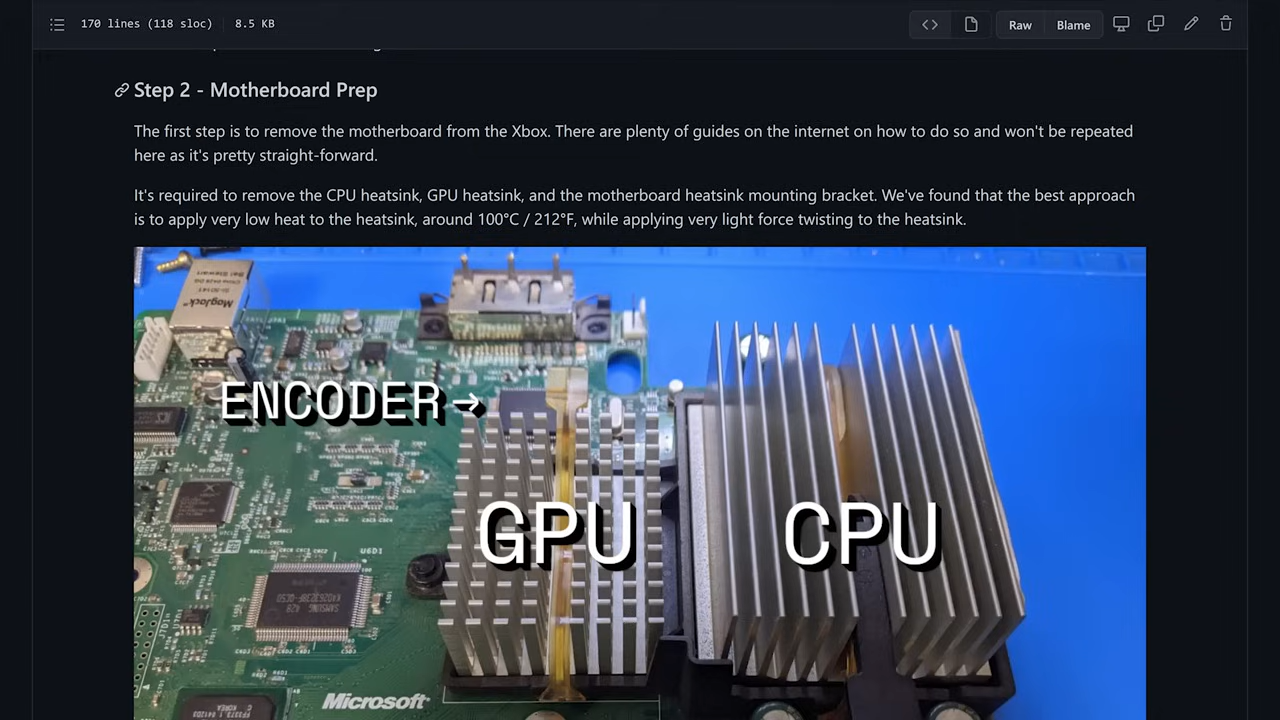 170 lines (118 sloc) 8.5 KB
Raw
Blame
Step 2 - Motherboard Prep
The first step is to remove the motherboard from the Xbox. There are plenty of guides on the internet on how to do so and won't be repeated
here as it's pretty straight-forward.
It's required to remove the CPU heatsink, GPU heatsink, and the motherboard heatsink mounting bracket. We've found that the best approach
is to apply very low heat to the heatsink, around 100°C / 212°F, while applying very light force twisting to the heatsink.
MagJack
ENCODER→
GPU
CPU
U6D1
SAMSUNG
Microsoft